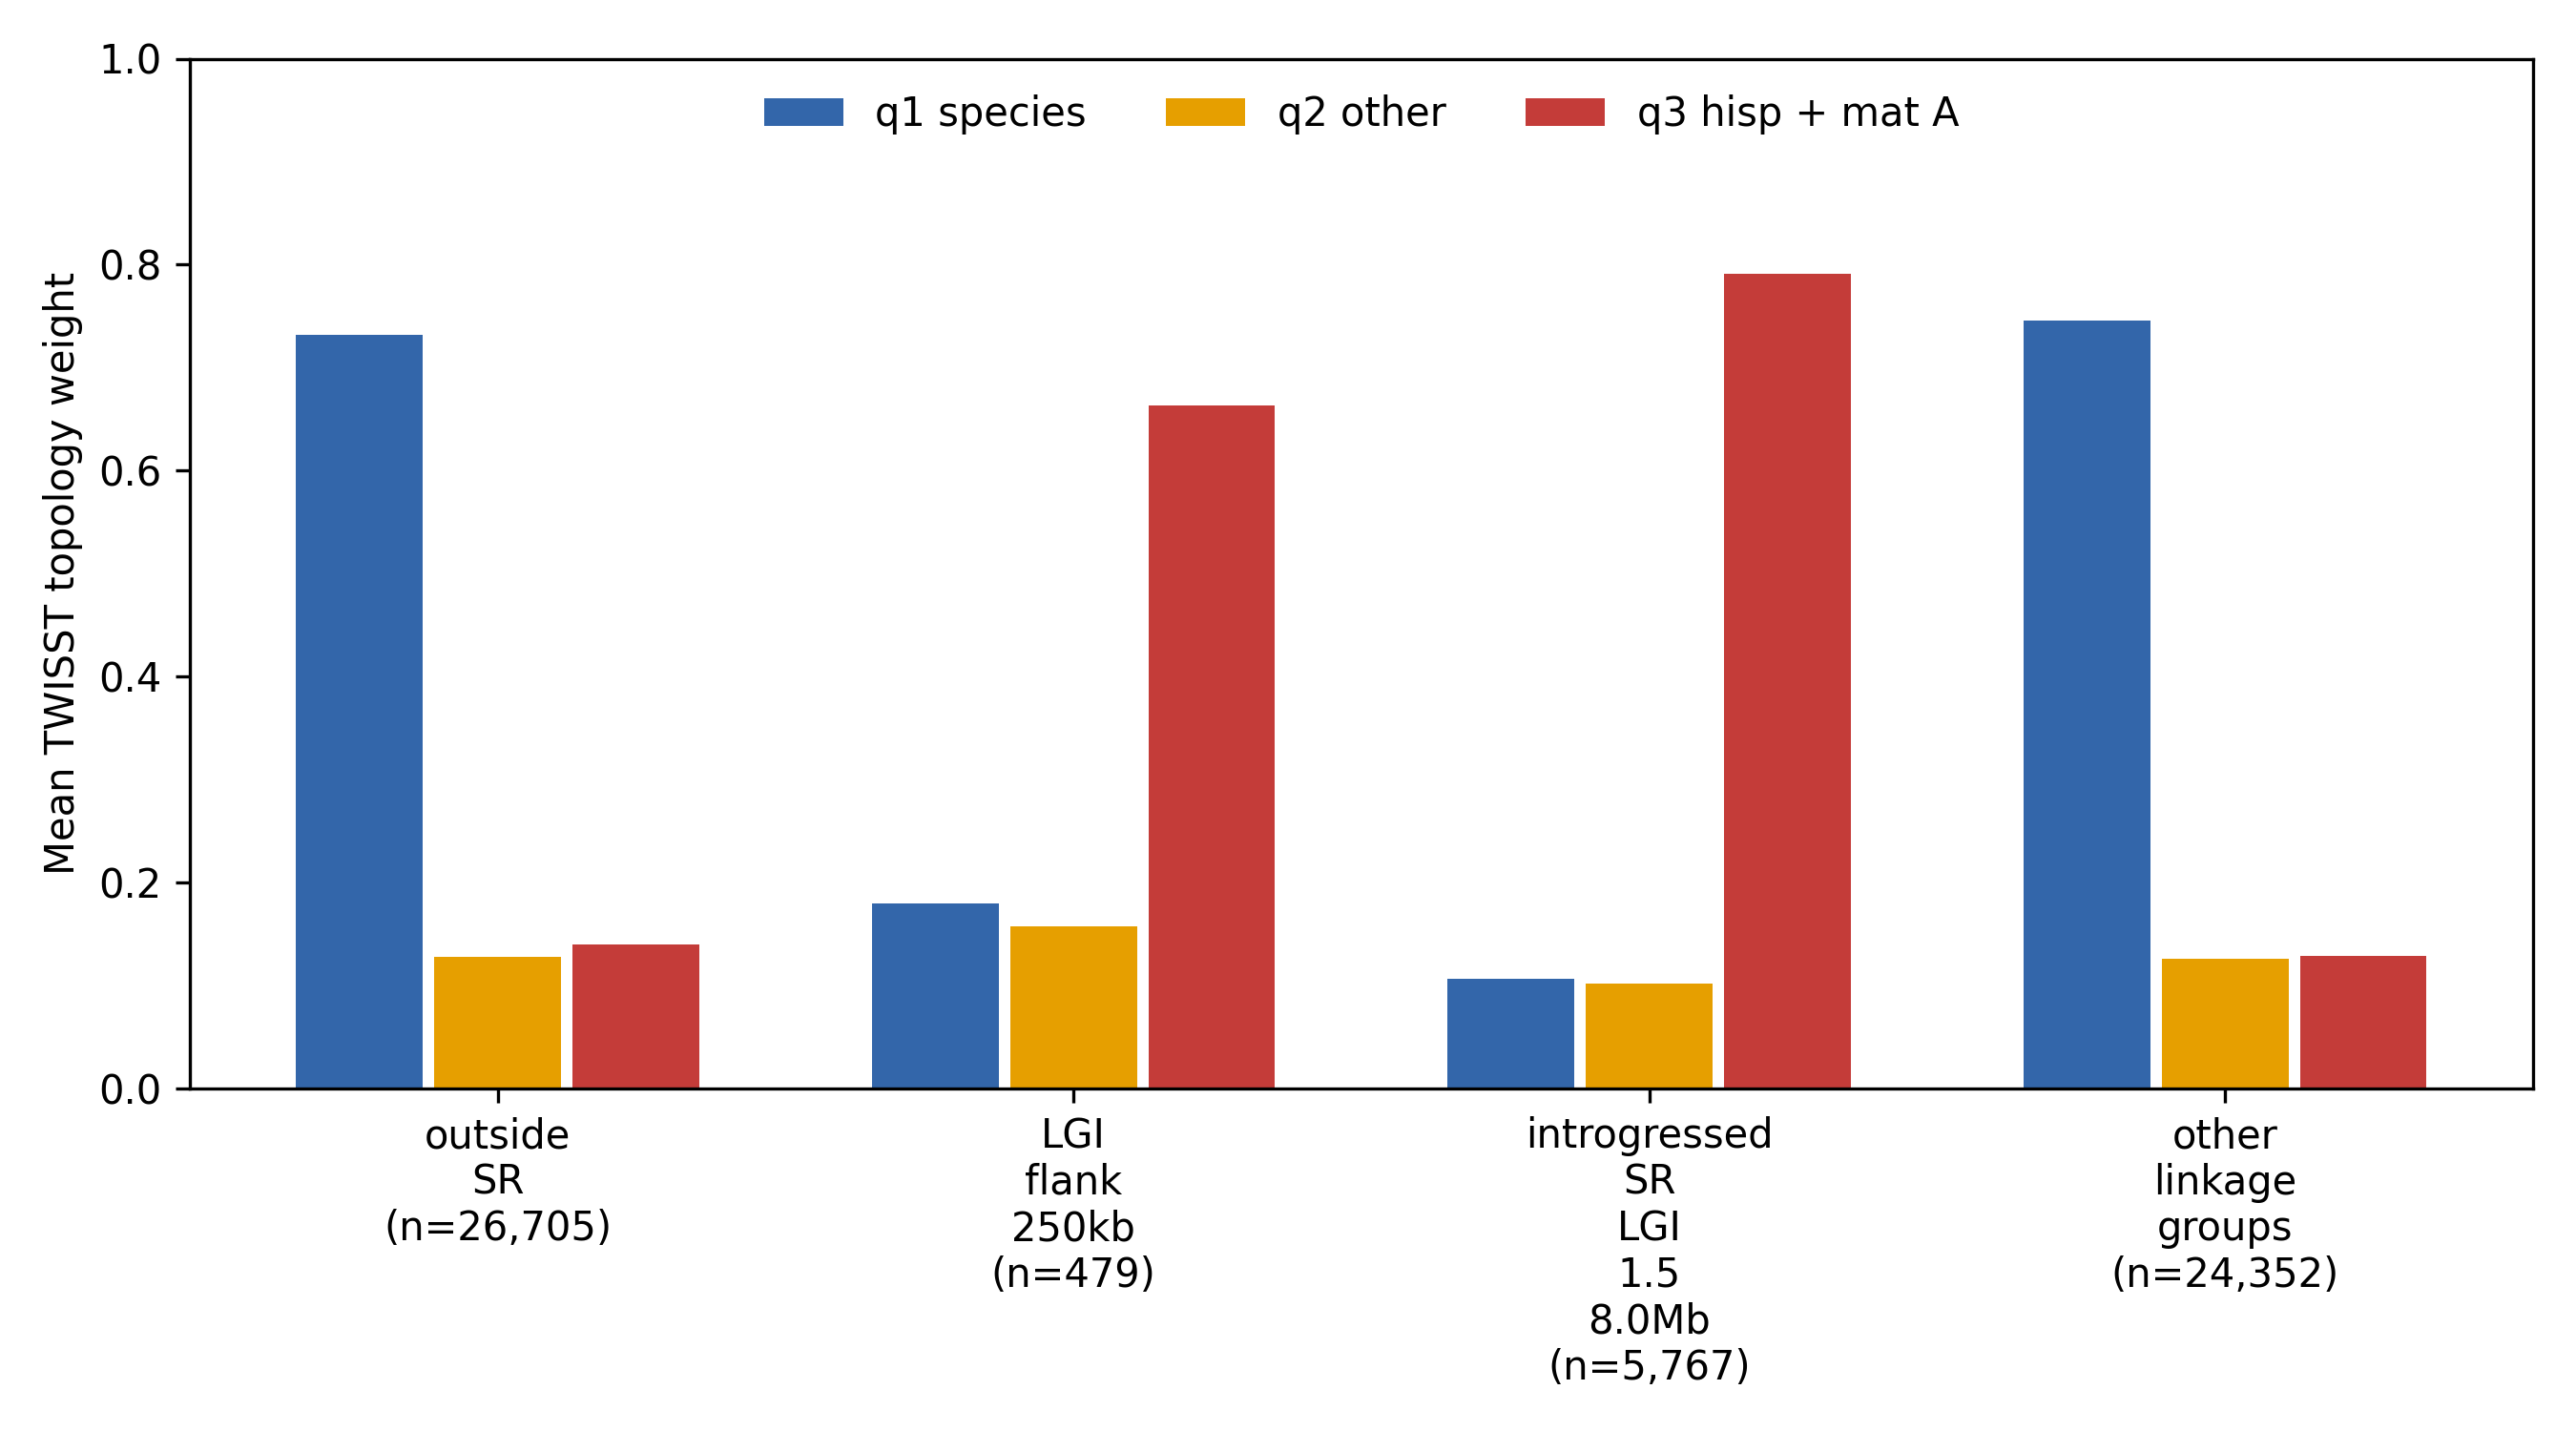 1.0
q1 species q2 other q3 hisp + mat A
0.8
0.6
0.4
0.2
0.0
Mean TWISST topology weight
outside
SR
(n=26,705)
LGI
flank
250kb
(n=479)
introgressed
SR
LGI
1.5
8.0Mb
(n=5,767)
other
linkage
groups
(n=24,352)